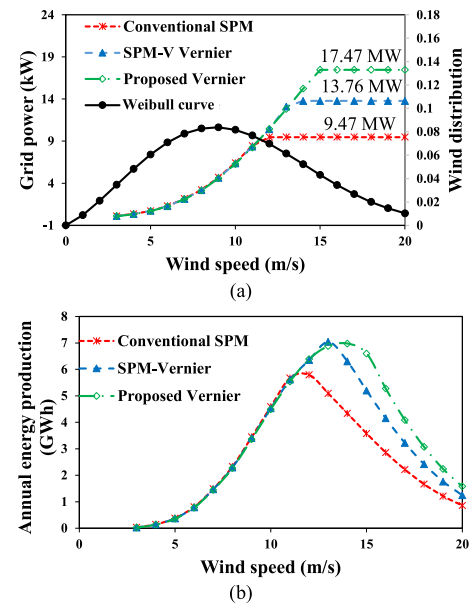 Conventional SPM
SPM-V Vernier
Proposed Vernier
Weibull curve
17.47 MW
13.76 MW
9.47 MW
Grid power (kW)
24
19
14
9
4
-1
Wind distribution
0.18
0.16
0.14
0.12
0.10
0.08
0.06
0.04
0.02
0
0 5 10 15 20
Wind speed (m/s)
(a)
Conventional SPM
SPM-Vernier
Proposed Vernier
Annual energy production
(GWh)
8
7
6
5
4
3
2
1
0
0 5 10 15 20
Wind speed (m/s)
(b)